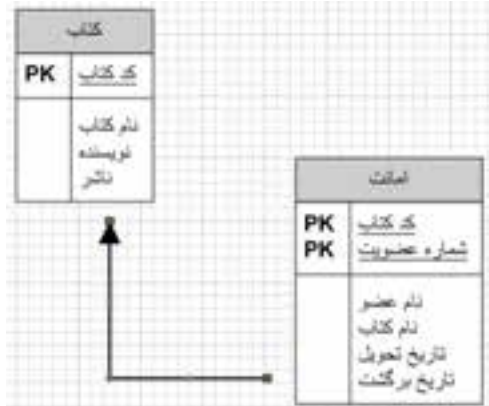 کتاب
PK کد کتاب
نام کتاب
نویسنده
ناشر
امانت
PK کد کتاب
PK شماره عضویت
نام عضو
نام کتاب
تاریخ تحویل
تاریخ برگشت